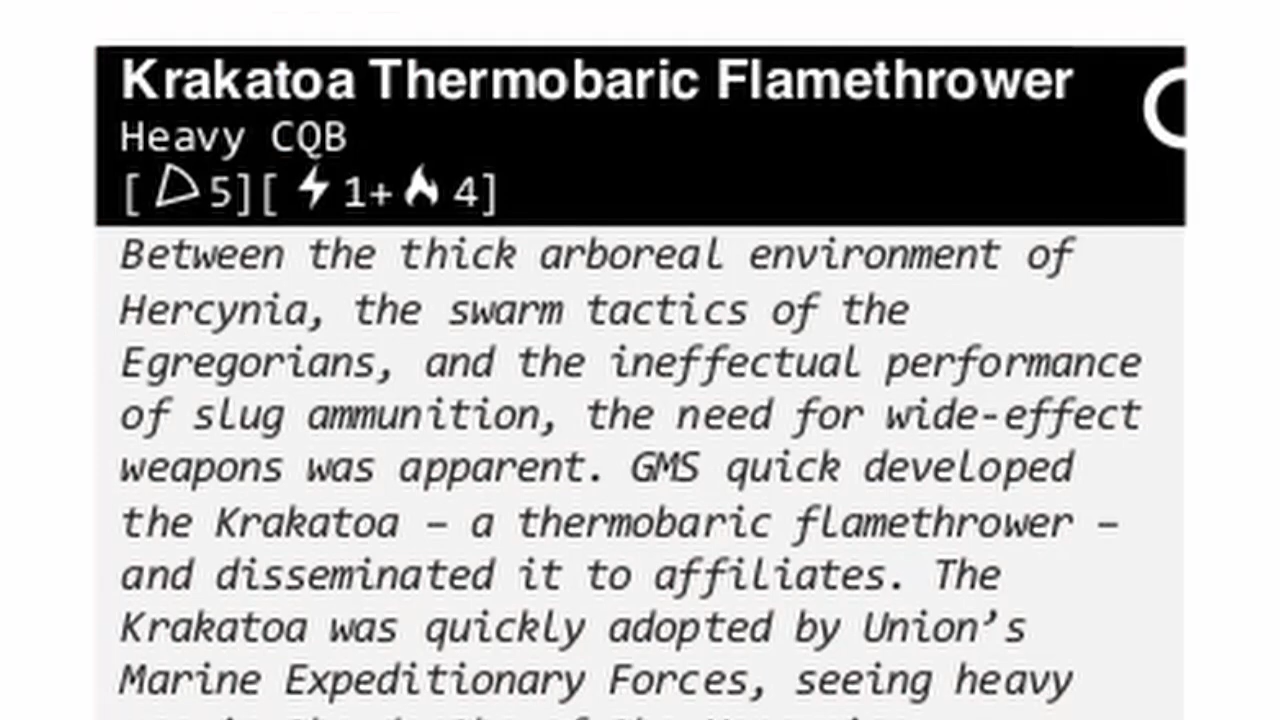 Krakatoa Thermobaric Flamethrower
Heavy CQB
[ 5][ 1+ 4]
Between the thick arboreal environment of
Hercynia, the swarm tactics of the
Egregorians, and the ineffectual performance
of slug ammunition, the need for wide-effect
weapons was apparent. GMS quick developed
the Krakatoa – a thermobaric flamethrower –
and disseminated it to affiliates. The
Krakatoa was quickly adopted by Union’s
Marine Expeditionary Forces, seeing heavy